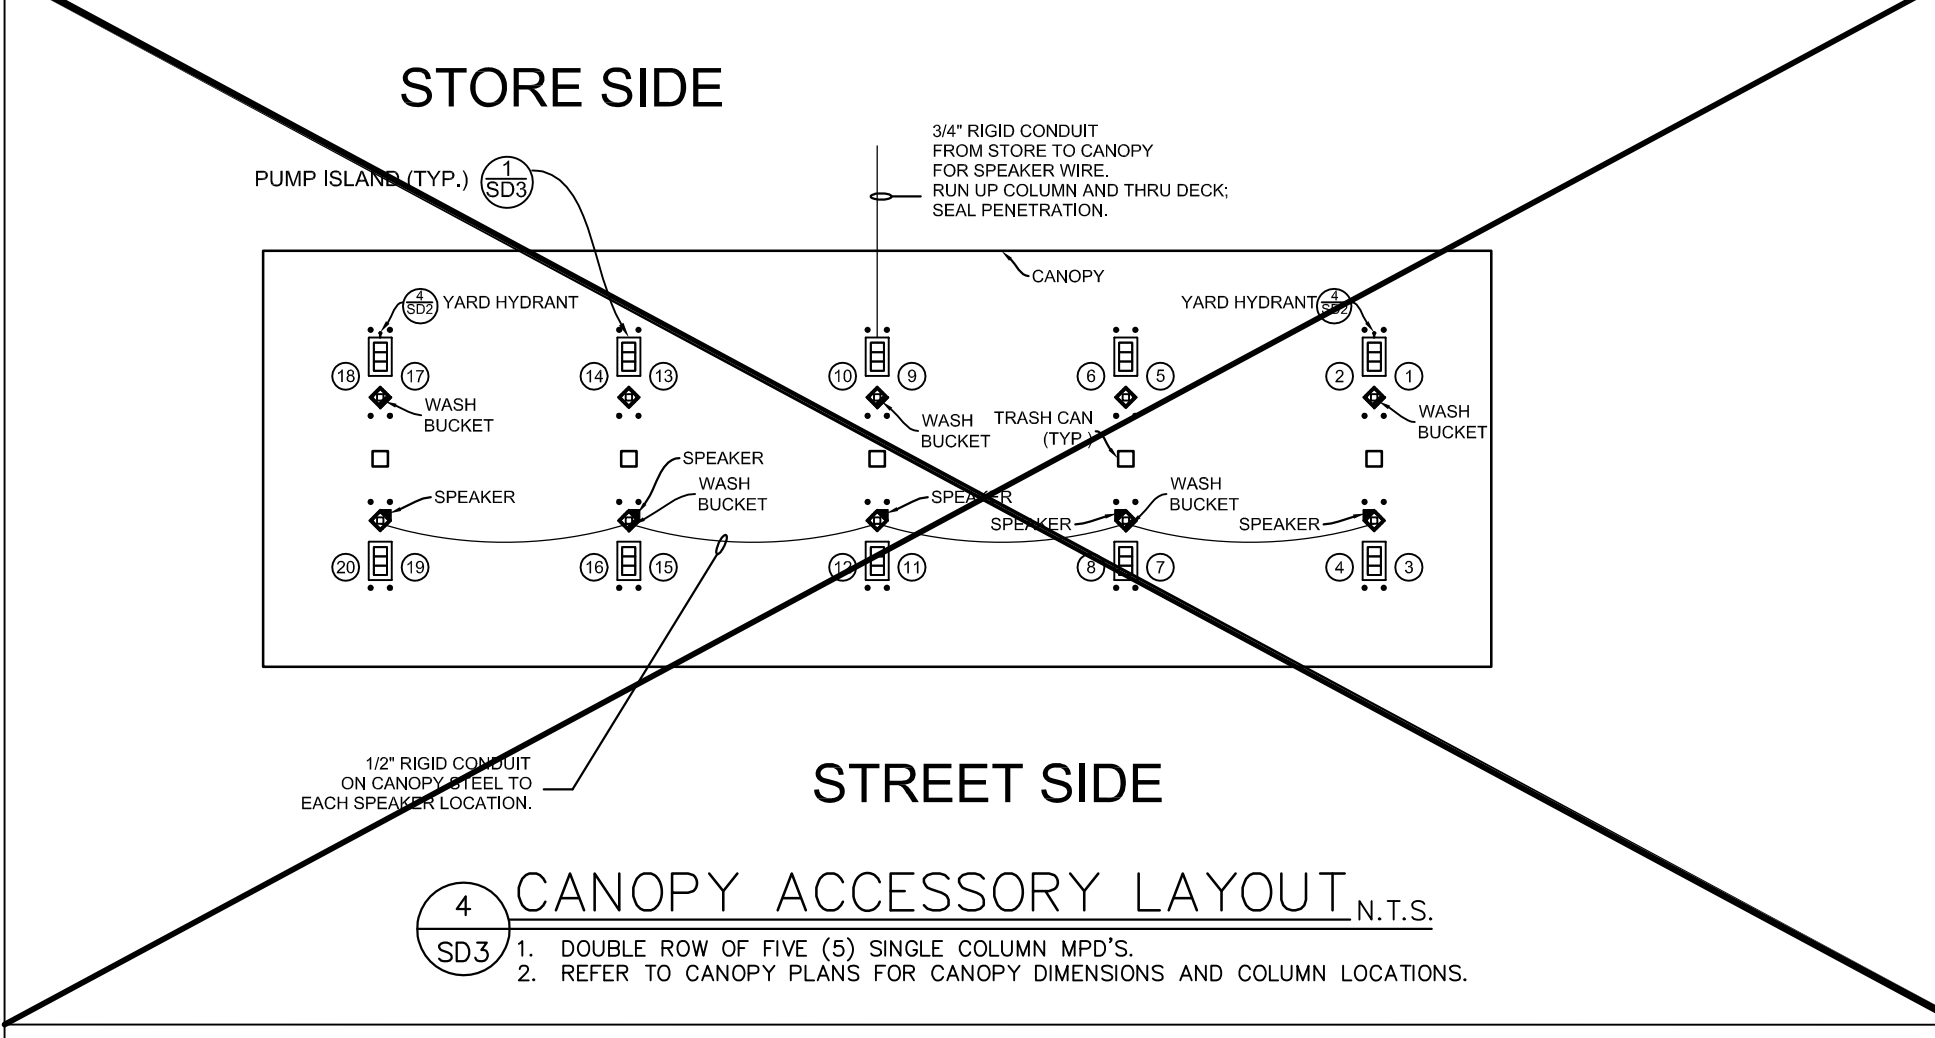 STORE SIDE
3/4" RIGID CONDUIT
FROM STORE TO CANOPY
FOR SPEAKER WIRE.
RUN UP COLUMN AND THRU DECK;
SEAL PENETRATION.
PUMP ISLAND (TYP.)
1
SD3
CANOPY
4
SD2
YARD HYDRANT
YARD HYDRANT
4
SD2
18
17
14
13
10
9
6
5
2
1
WASH
BUCKET
WASH
BUCKET
TRASH CAN
(TYP.)
WASH
BUCKET
SPEAKER
WASH
BUCKET
SPEAKER
SPEAKER
WASH
BUCKET
SPEAKER
SPEAKER
20
19
16
15
12
11
8
7
4
3
1/2" RIGID CONDUIT
ON CANOPY STEEL TO
EACH SPEAKER LOCATION.
STREET SIDE
4
SD3
CANOPY ACCESSORY LAYOUT N.T.S.
1. DOUBLE ROW OF FIVE (5) SINGLE COLUMN MPD'S.
2. REFER TO CANOPY PLANS FOR CANOPY DIMENSIONS AND COLUMN LOCATIONS.